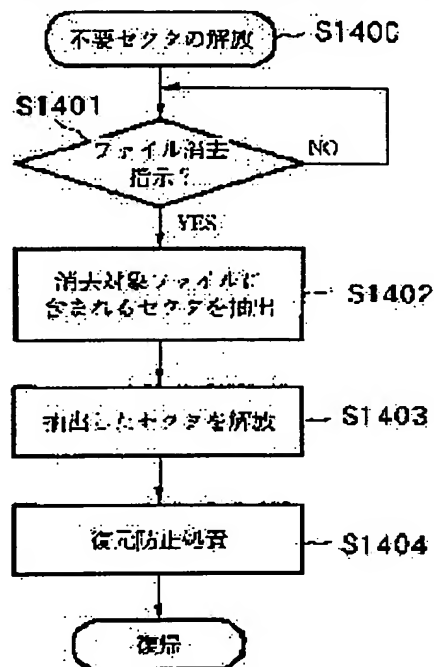 不要セクタの解放
S1400
S1401
ファイル消去
指示?
NO
YES
消去対象ファイルに
含まれるセクタを抽出
S1402
抽出したセクタを解放
S1403
復元防止処置
S1404
復帰